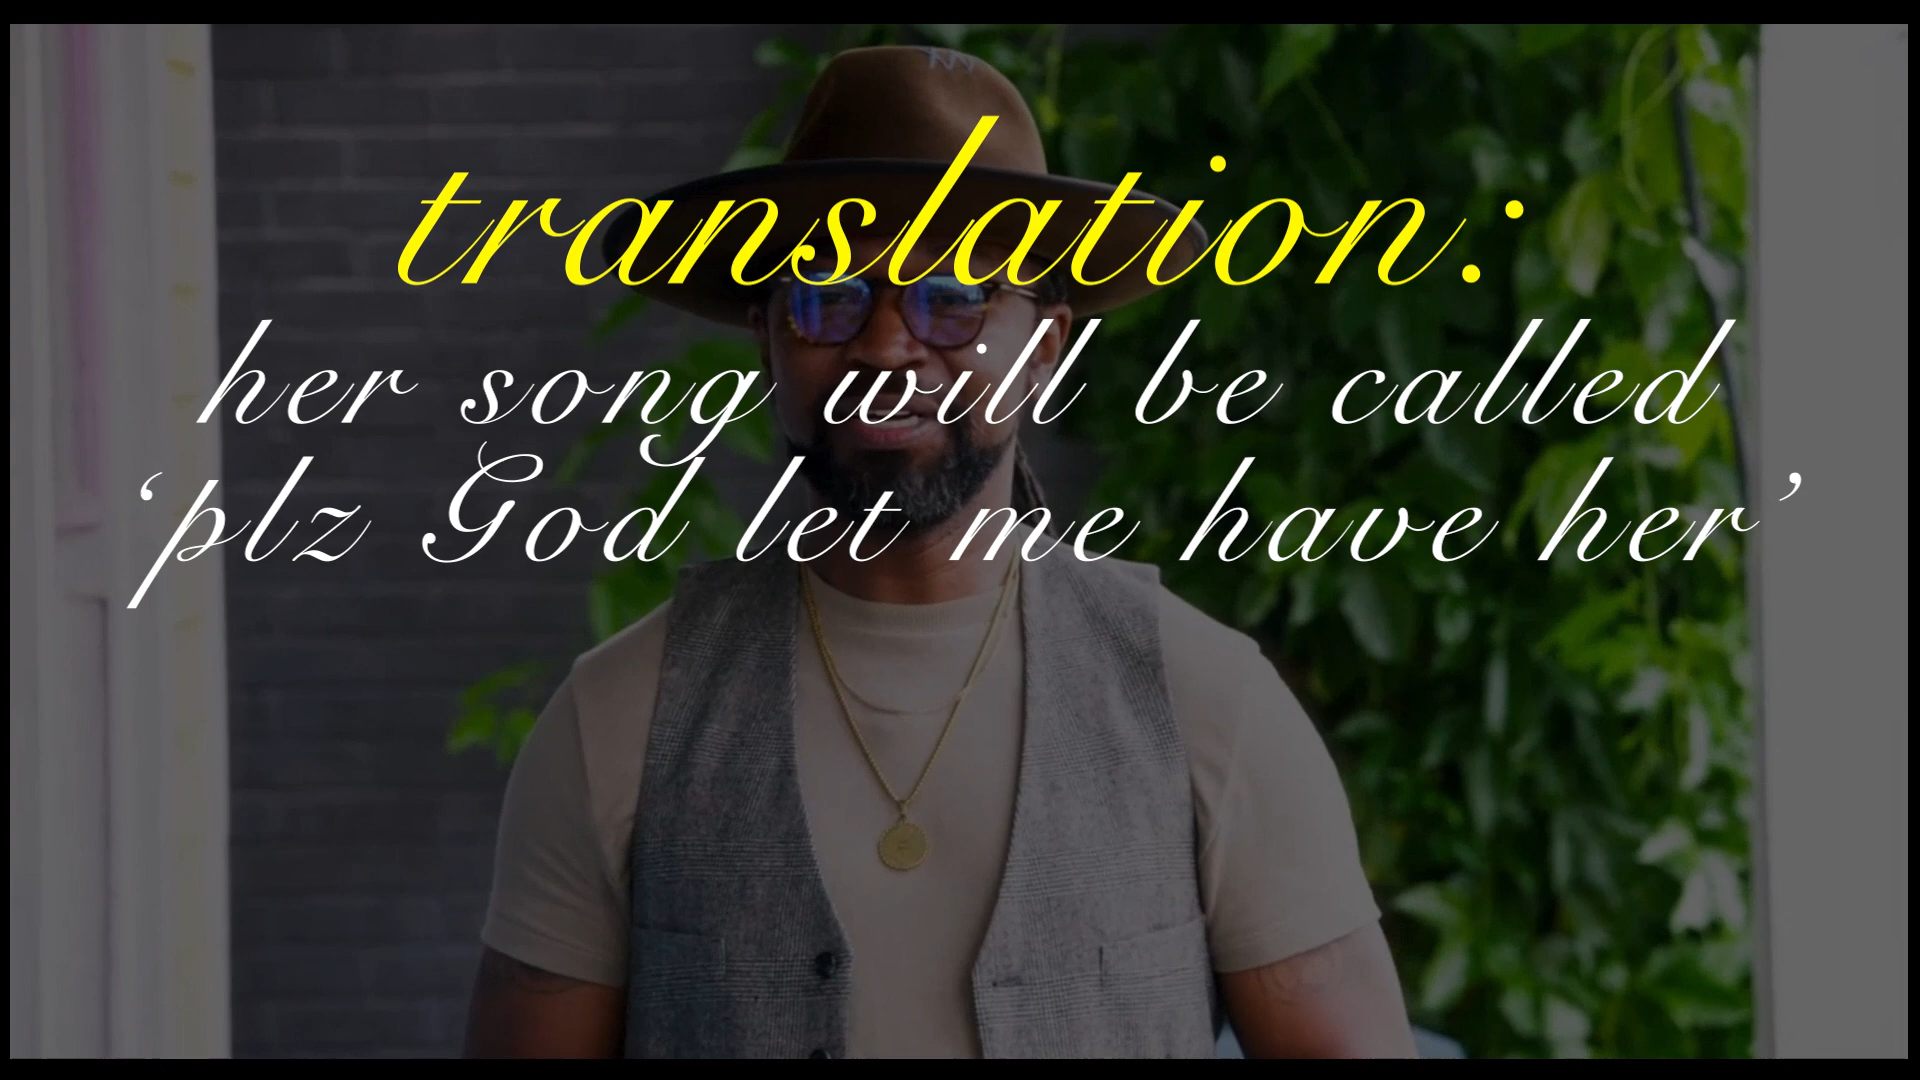 translation:
her song will be called
‘plz God let me have her’